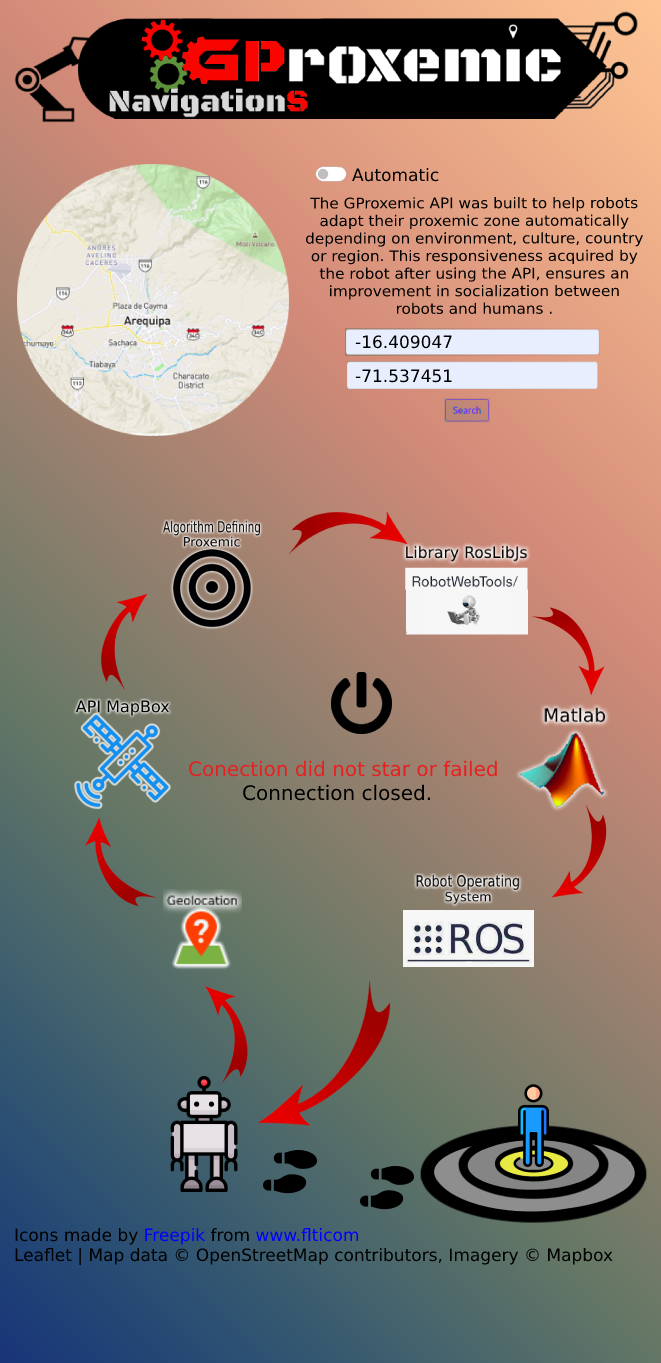 GProxemic
NavigationS
Automatic
The GProxemic API was built to help robots
adapt their proxemic zone automatically
depending on environment, culture, country
or region. This responsiveness acquired by
the robot after using the API, ensures an
improvement in socialization between
robots and humans .
-16.409047
-71.537451
Search
116
Misti Volcano
ANDRES
AVELINO
CACERES
116
114
Plaza de Cayma
Arequipa
34A
34C
34C
chumayo
Sachaca
Tiabaya
Characato
District
113
Algorithm Defining
Proxemic
Library RosLibJs
RobotWebTools/
API MapBox
Matlab
Conection did not star or failed
Connection closed.
Robot Operating
System
ROS
Geolocation
?
Icons made by Freepik from www.flticom
Leaflet | Map data © OpenStreetMap contributors, Imagery © Mapbox